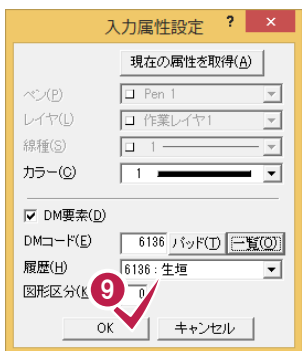 入力属性設定 ? ×
現在の属性を取得(A)
ペン(P) Pen 1
レイヤ(L) 作業レイヤ1
線種(S) 1
カラー(C) 1
DM要素(D)
DMコード(E) 6136 パッド(T) 一覧(O)
履歴(H) 6136 : 生垣
図形区分(K 0
9
OK キャンセル